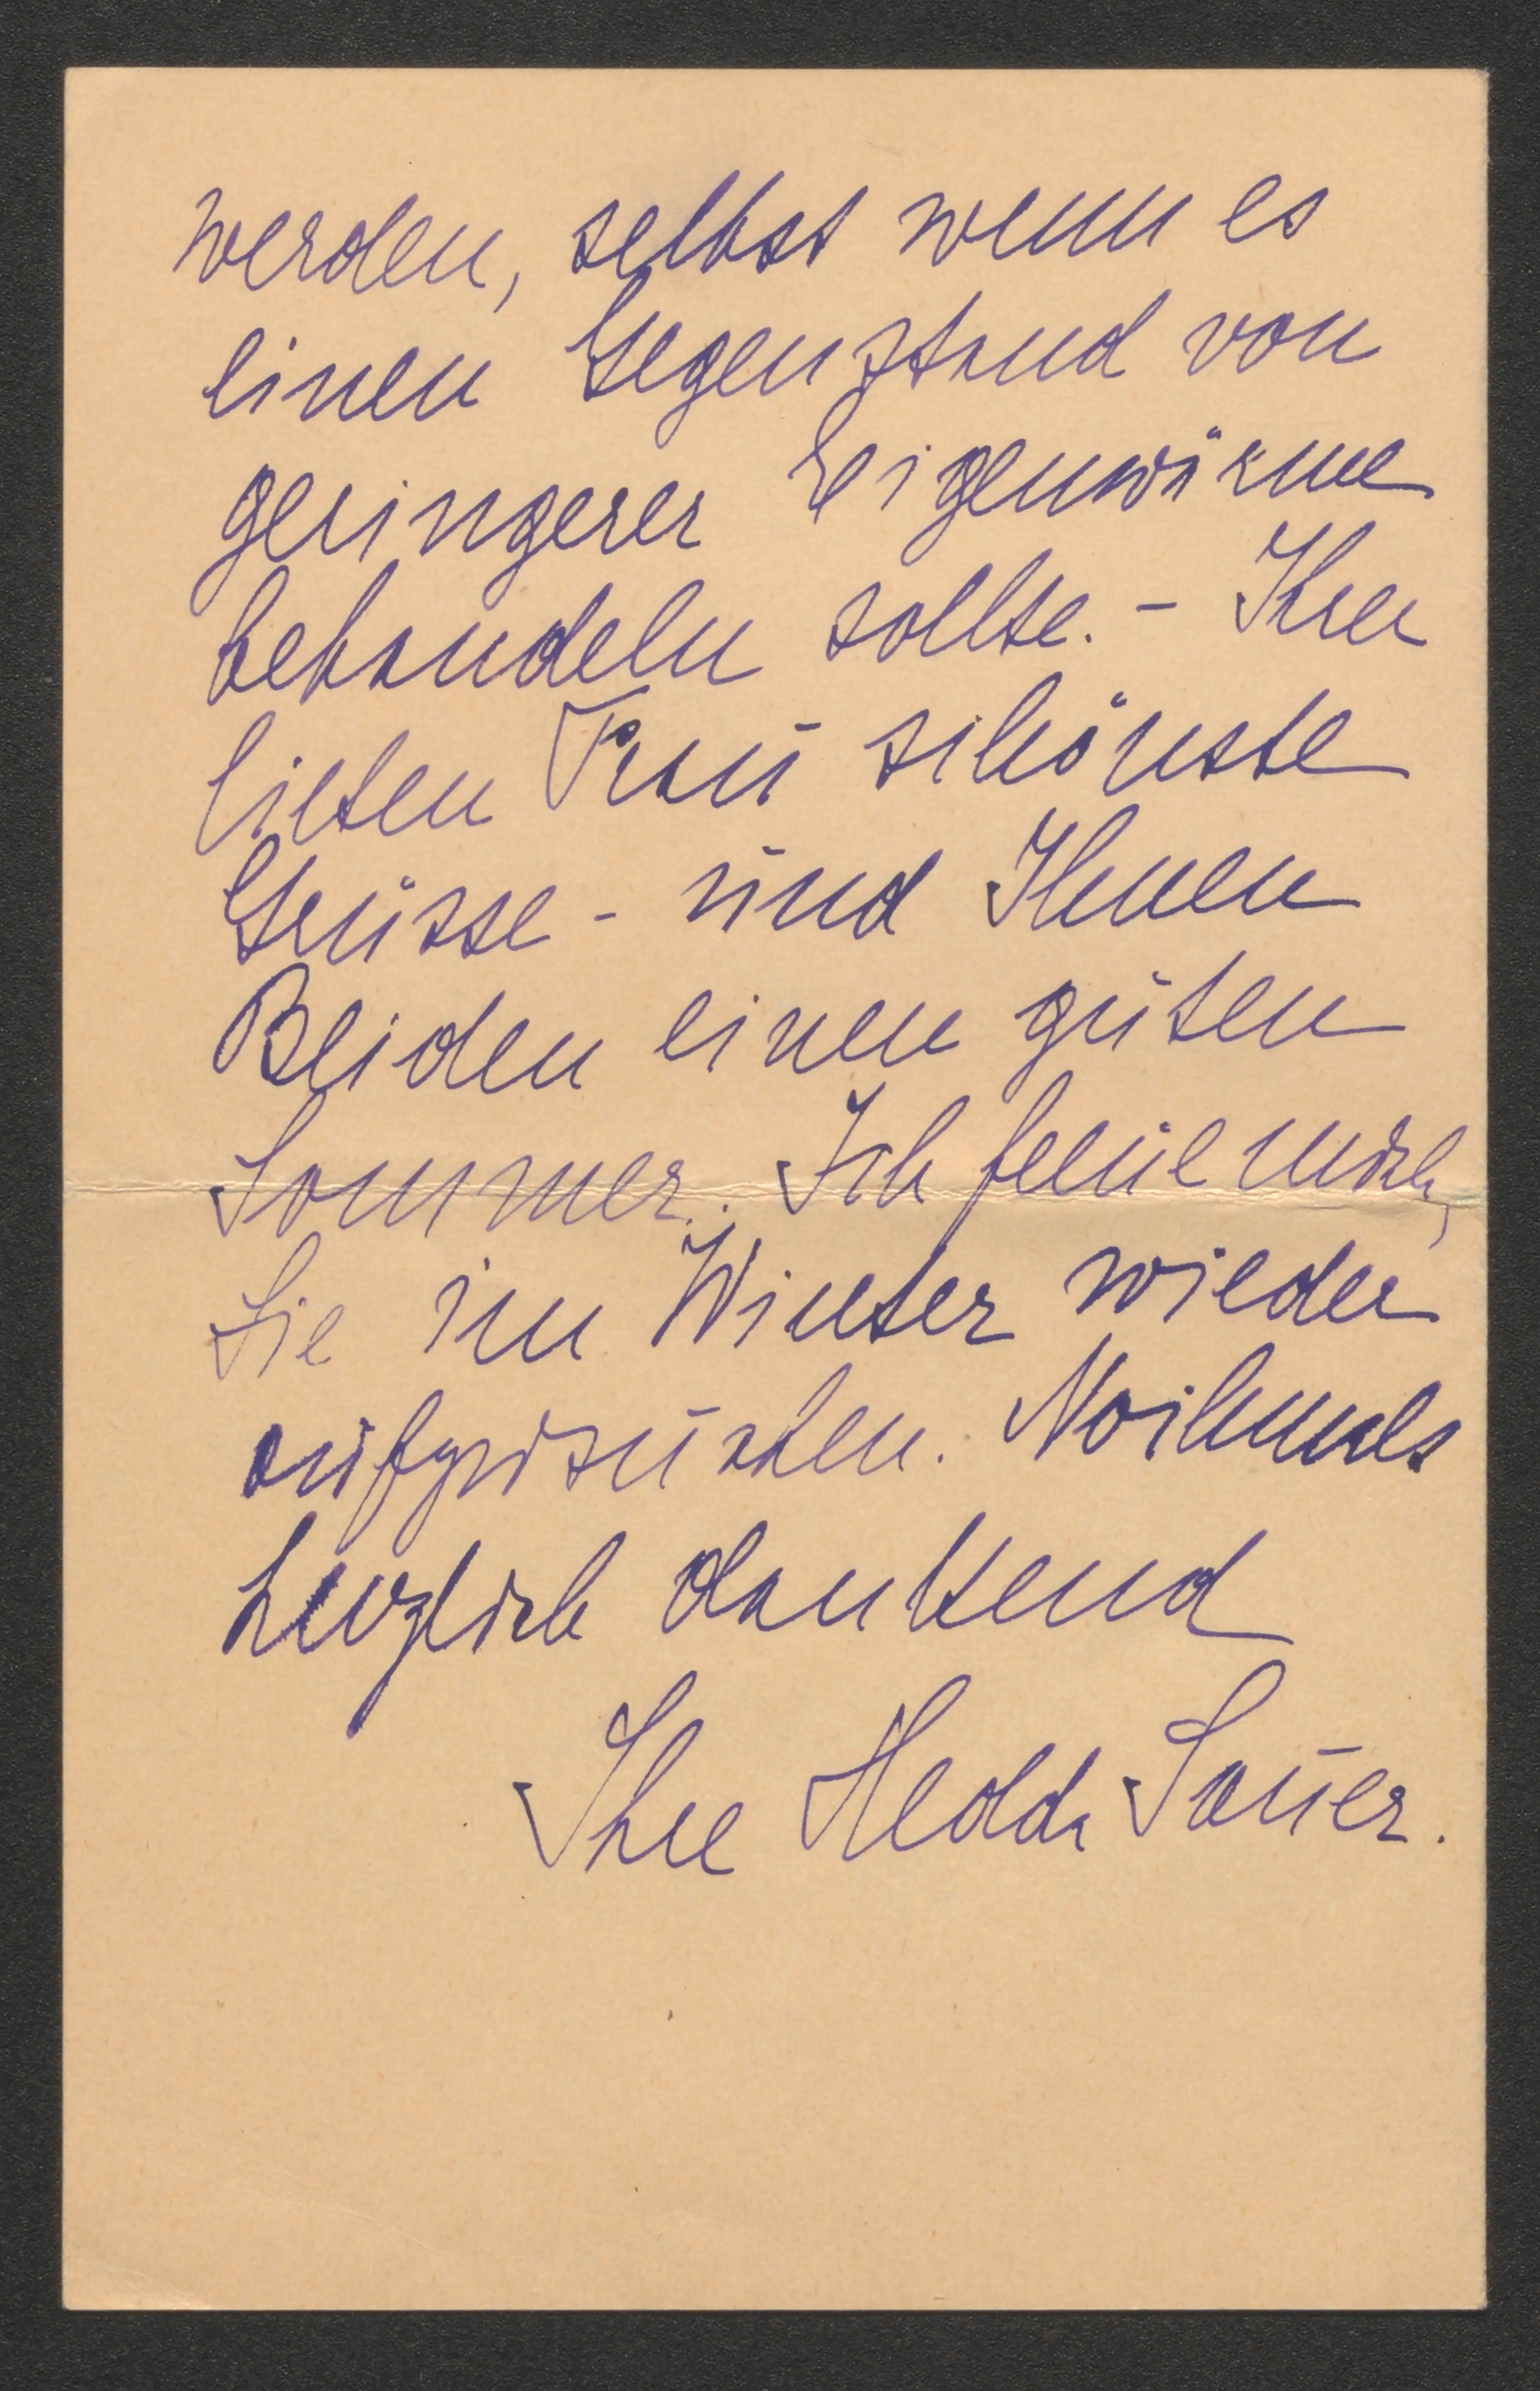 werden, selbst wenn es
einen Gegenstand von
geringerer Eigenwärme
behandeln sollte. - Ihrer
lieben Frau schönste
Grüsse - und Ihnen
Beiden einen guten
Sommer. Ich freue mich,
Sie im Winter wieder
aufzusuchen. Nochmals
herzlich dankend
Ihre Hedda Sauer.